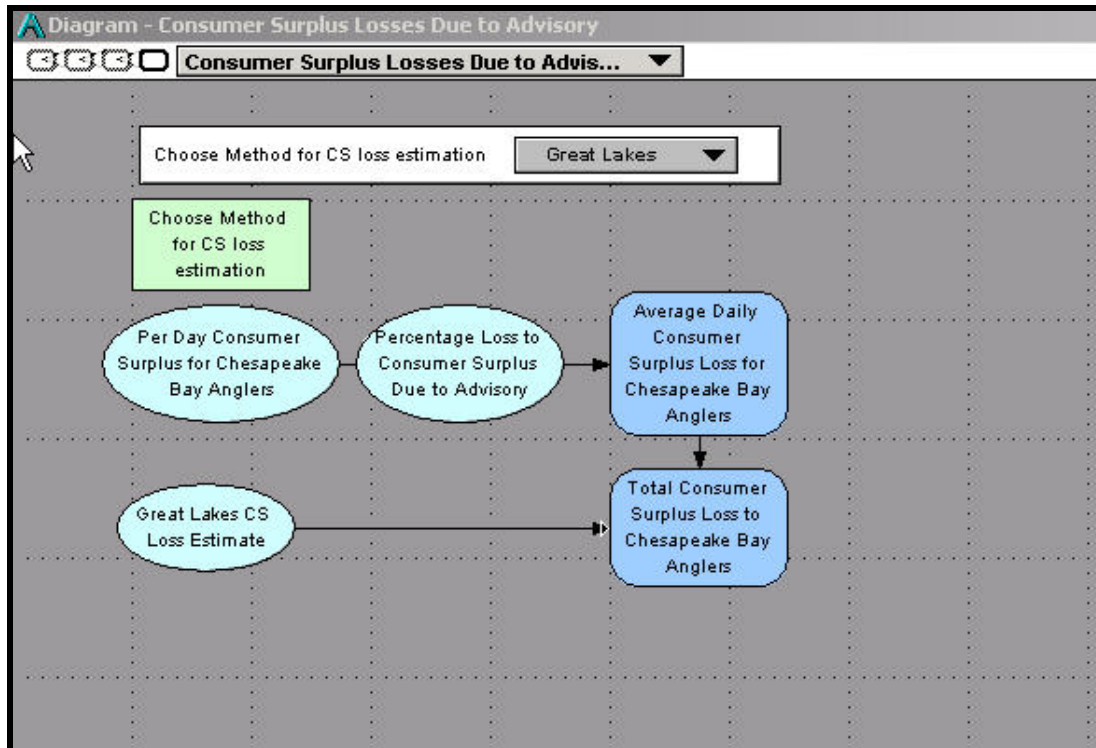 Diagram - Consumer Surplus Losses Due to Advisory
Consumer Surplus Losses Due to Advis...
Choose Method for CS loss estimation Great Lakes
Choose Method
for CS loss
estimation
Per Day Consumer
Surplus for Chesapeake
Bay Anglers
Percentage Loss to
Consumer Surplus
Due to Advisory
Average Daily
Consumer
Surplus Loss for
Chesapeake Bay
Anglers
Great Lakes CS
Loss Estimate
Total Consumer
Surplus Loss to
Chesapeake Bay
Anglers